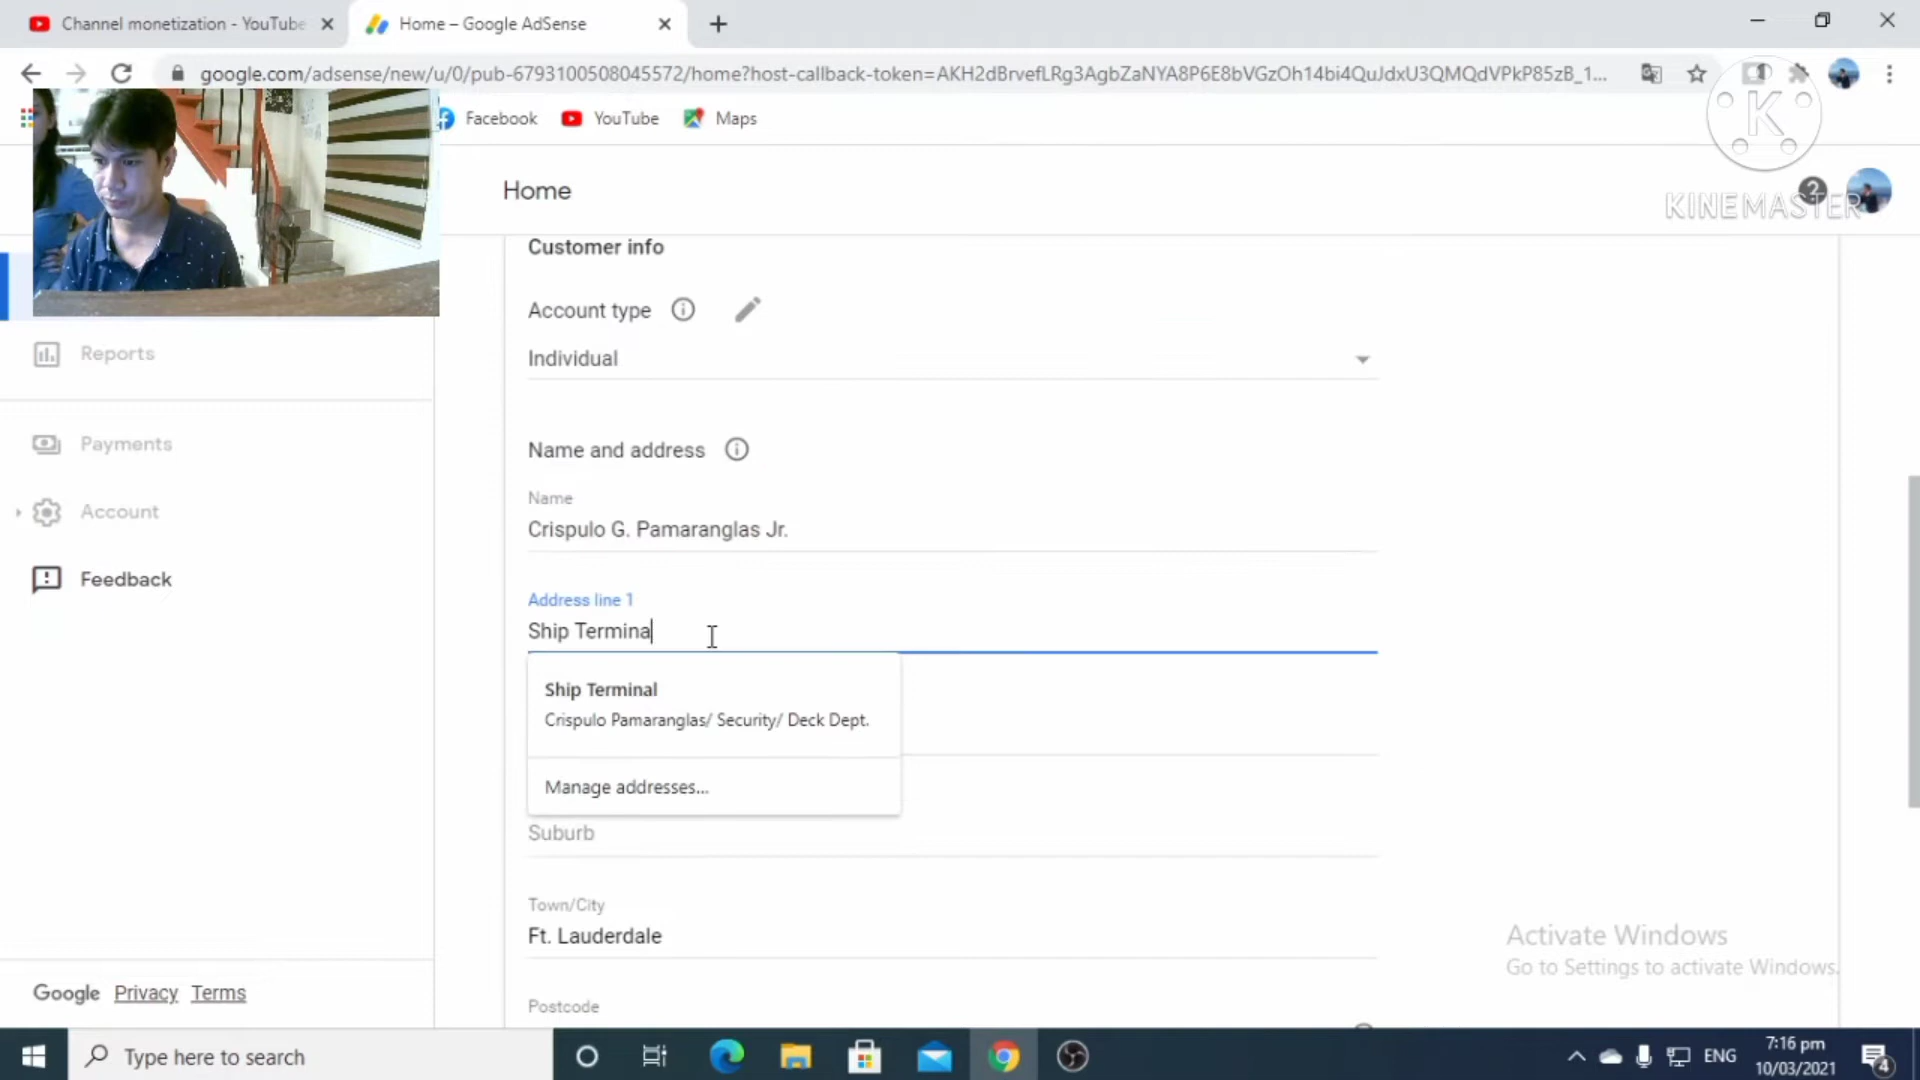 Channel monetization - YouTube
Home – Google AdSense
google.com/adsense/new/u/0/pub-6793100508045572/home?host-callback-token=AKH2dBrvefLRg3AgbZaNYA8P6E8bVGzOh14bi4QuJdxU3QMQdVPkP85zB_1...
Facebook
YouTube
Maps
K
KINEMASTER
Home
Customer info
Account type
Individual
Reports
Payments
Account
Feedback
Name and address
Name
Crispulo G. Pamaranglas Jr.
Address line 1
Ship Termina
Ship Terminal
Crispulo Pamaranglas/ Security/ Deck Dept.
Manage addresses...
Suburb
Town/City
Ft. Lauderdale
Postcode
Activate Windows
Go to Settings to activate Windows.
Google Privacy Terms
Type here to search
ENG
7:16 pm
10/03/2021
4